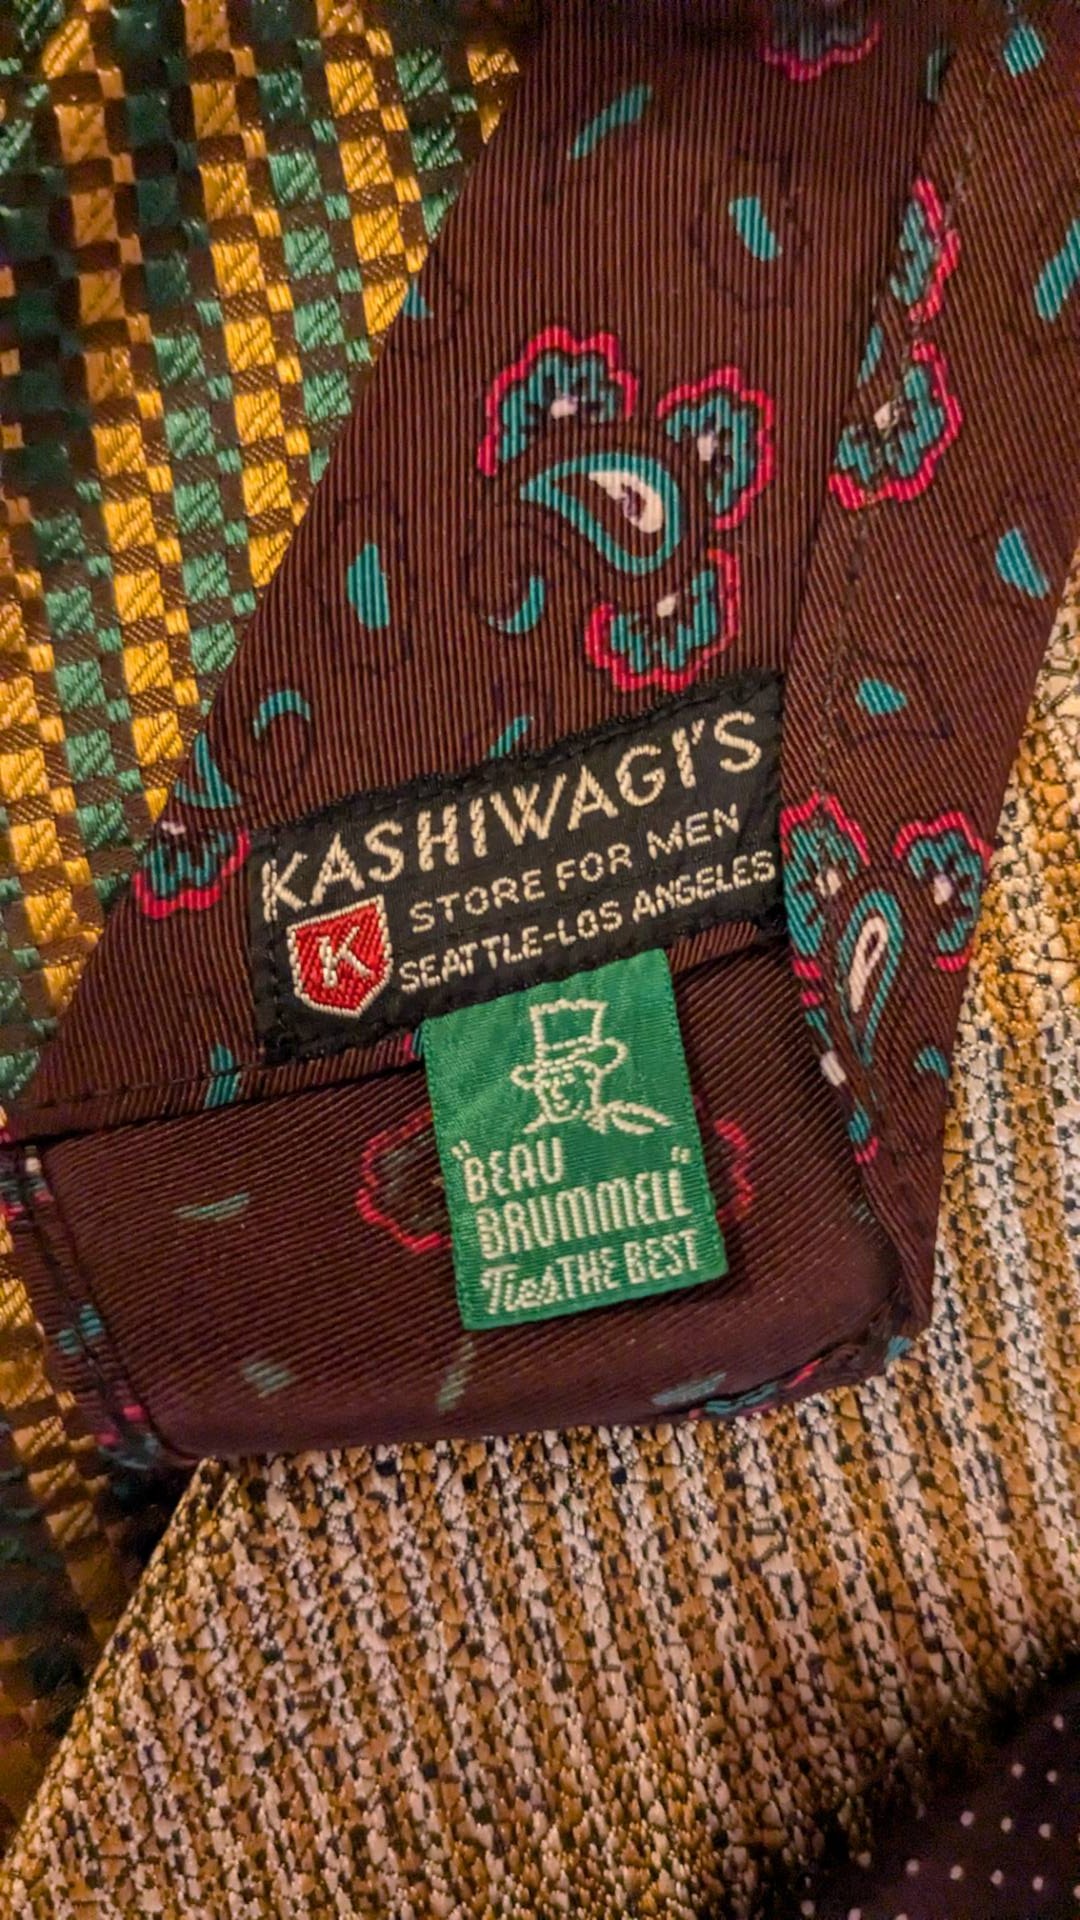 KASHIWAGI'S
STORE FOR MEN
K
SEATTLE-LOS ANGELES
"BEAU
BRUMMELL"
Ties.THE BEST